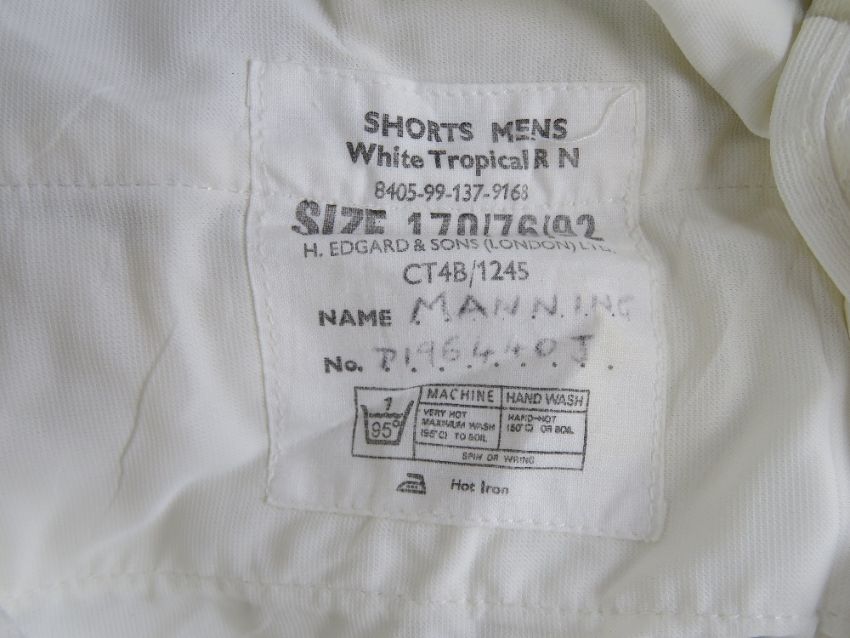 SHORTS MENS
White Tropical R N
8405-99-137-9168
SIZE 170/76/92
H. EDGARD & SONS (LONDON) LTD.
CT4B/1245
NAME MANNING
No. D196440J
1
95°
MACHINE
VERY HOT
MAXIMUM WASH
(95°C) TO BOIL
HAND WASH
HAND-HOT
(50°C) OR BOIL
SPIN OR WRING
Hot Iron